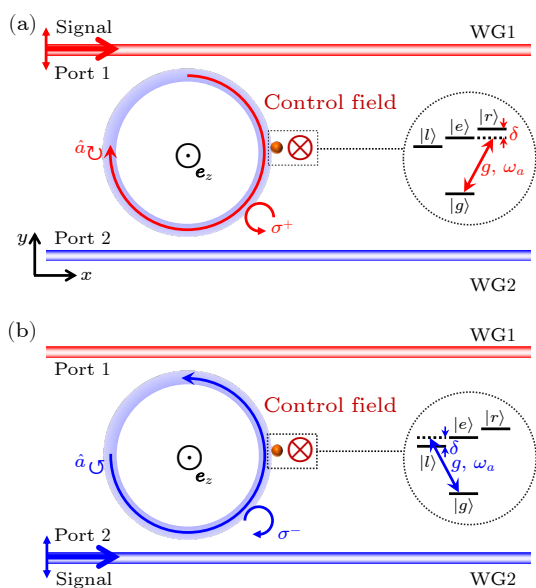 (a)
Signal
WG1
Port 1
Control field
|l⟩ |e⟩ |r⟩
δ
â
e_z
g, ω_a
|g⟩
σ⁺
y
x
Port 2
WG2
(b)
WG1
Port 1
Control field
|l⟩ |e⟩ |r⟩
δ
â
e_z
g, ω_a
|g⟩
σ⁻
Port 2
Signal
WG2